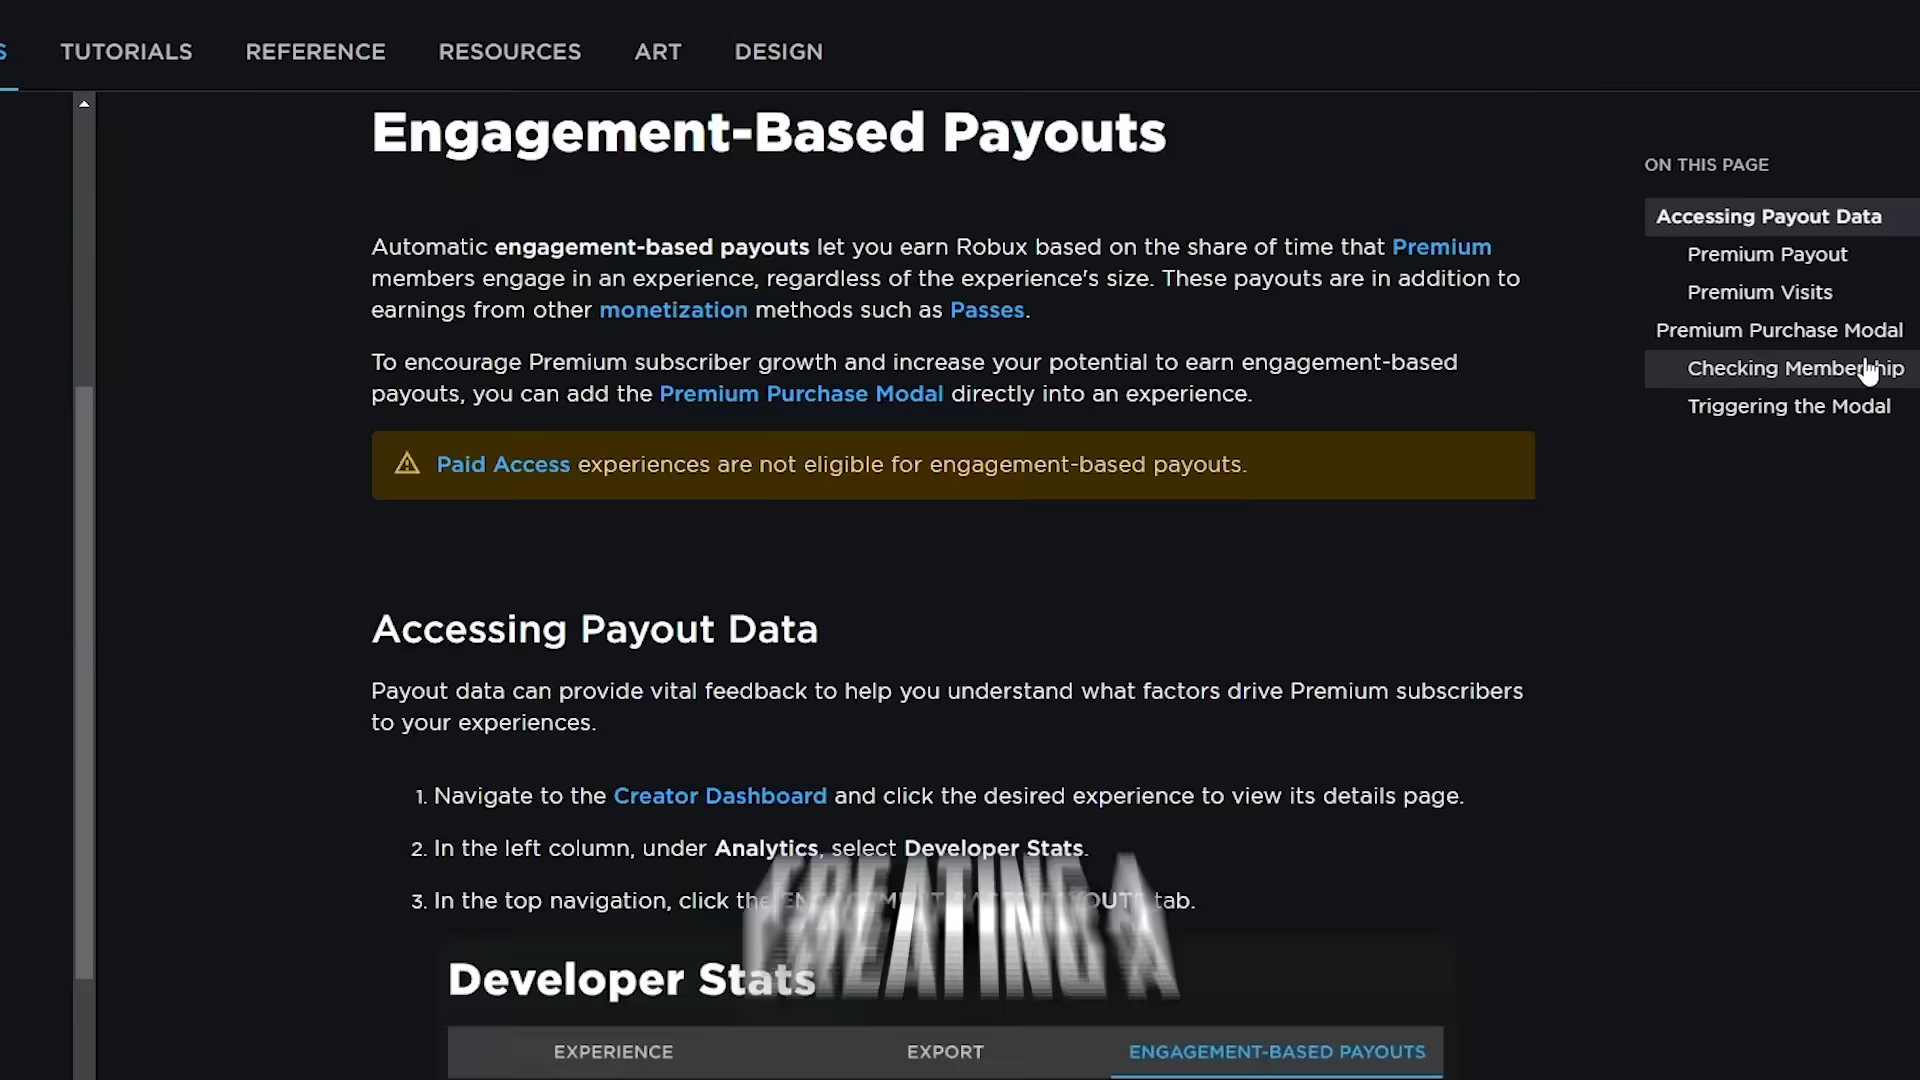 S TUTORIALS REFERENCE RESOURCES ART DESIGN
Engagement-Based Payouts
Automatic engagement-based payouts let you earn Robux based on the share of time that Premium
members engage in an experience, regardless of the experience's size. These payouts are in addition to
earnings from other monetization methods such as Passes.
To encourage Premium subscriber growth and increase your potential to earn engagement-based
payouts, you can add the Premium Purchase Modal directly into an experience.
Paid Access experiences are not eligible for engagement-based payouts.
Accessing Payout Data
Payout data can provide vital feedback to help you understand what factors drive Premium subscribers
to your experiences.
1. Navigate to the Creator Dashboard and click the desired experience to view its details page.
2. In the left column, under Analytics, select Developer Stats.
3. In the top navigation, click the ENGAGEMENT-BASED PAYOUTS tab.
CREATING A
Developer Stats
EXPERIENCE EXPORT ENGAGEMENT-BASED PAYOUTS
ON THIS PAGE
Accessing Payout Data
Premium Payout
Premium Visits
Premium Purchase Modal
Checking Membership
Triggering the Modal